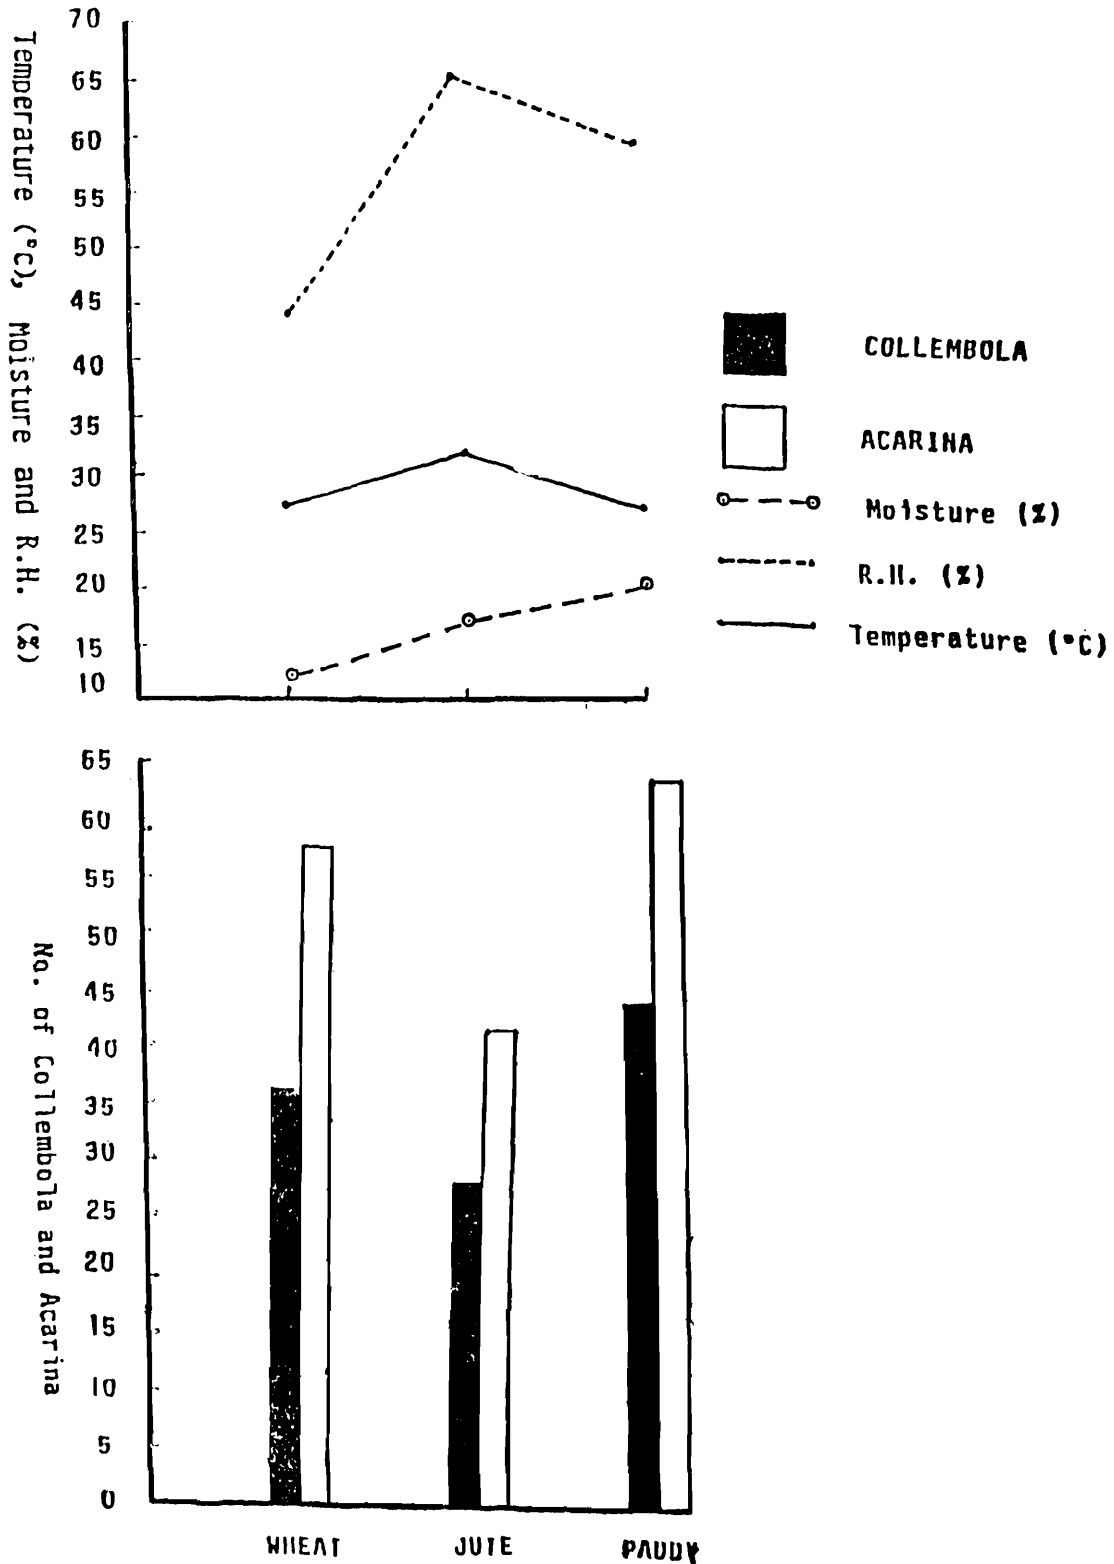 Temperature (°C), Moisture and R.H. (%)
70
65
60
55
50
45
40
35
30
25
20
15
10
COLLEMBOLA
ACARINA
Moisture (%)
R.H. (%)
Temperature (°C)
No. of Collembola and Acarina
65
60
55
50
45
40
35
30
25
20
15
10
5
0
WHEAT
JUTE
PADDY